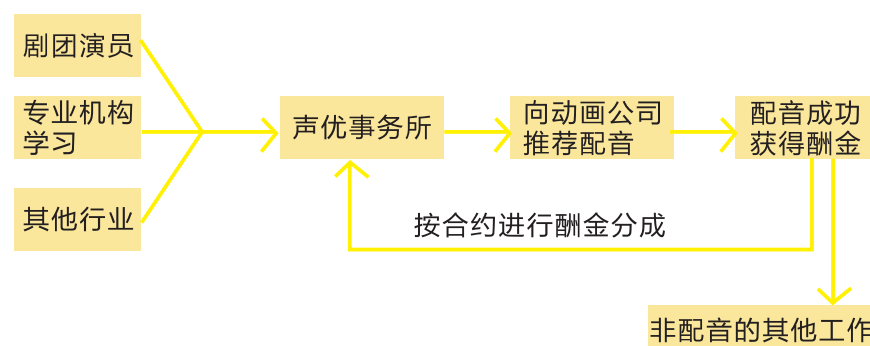 剧团演员
专业机构
学习
其他行业
声优事务所
向动画公司
推荐配音
配音成功
获得酬金
按合约进行酬金分成
非配音的其他工作